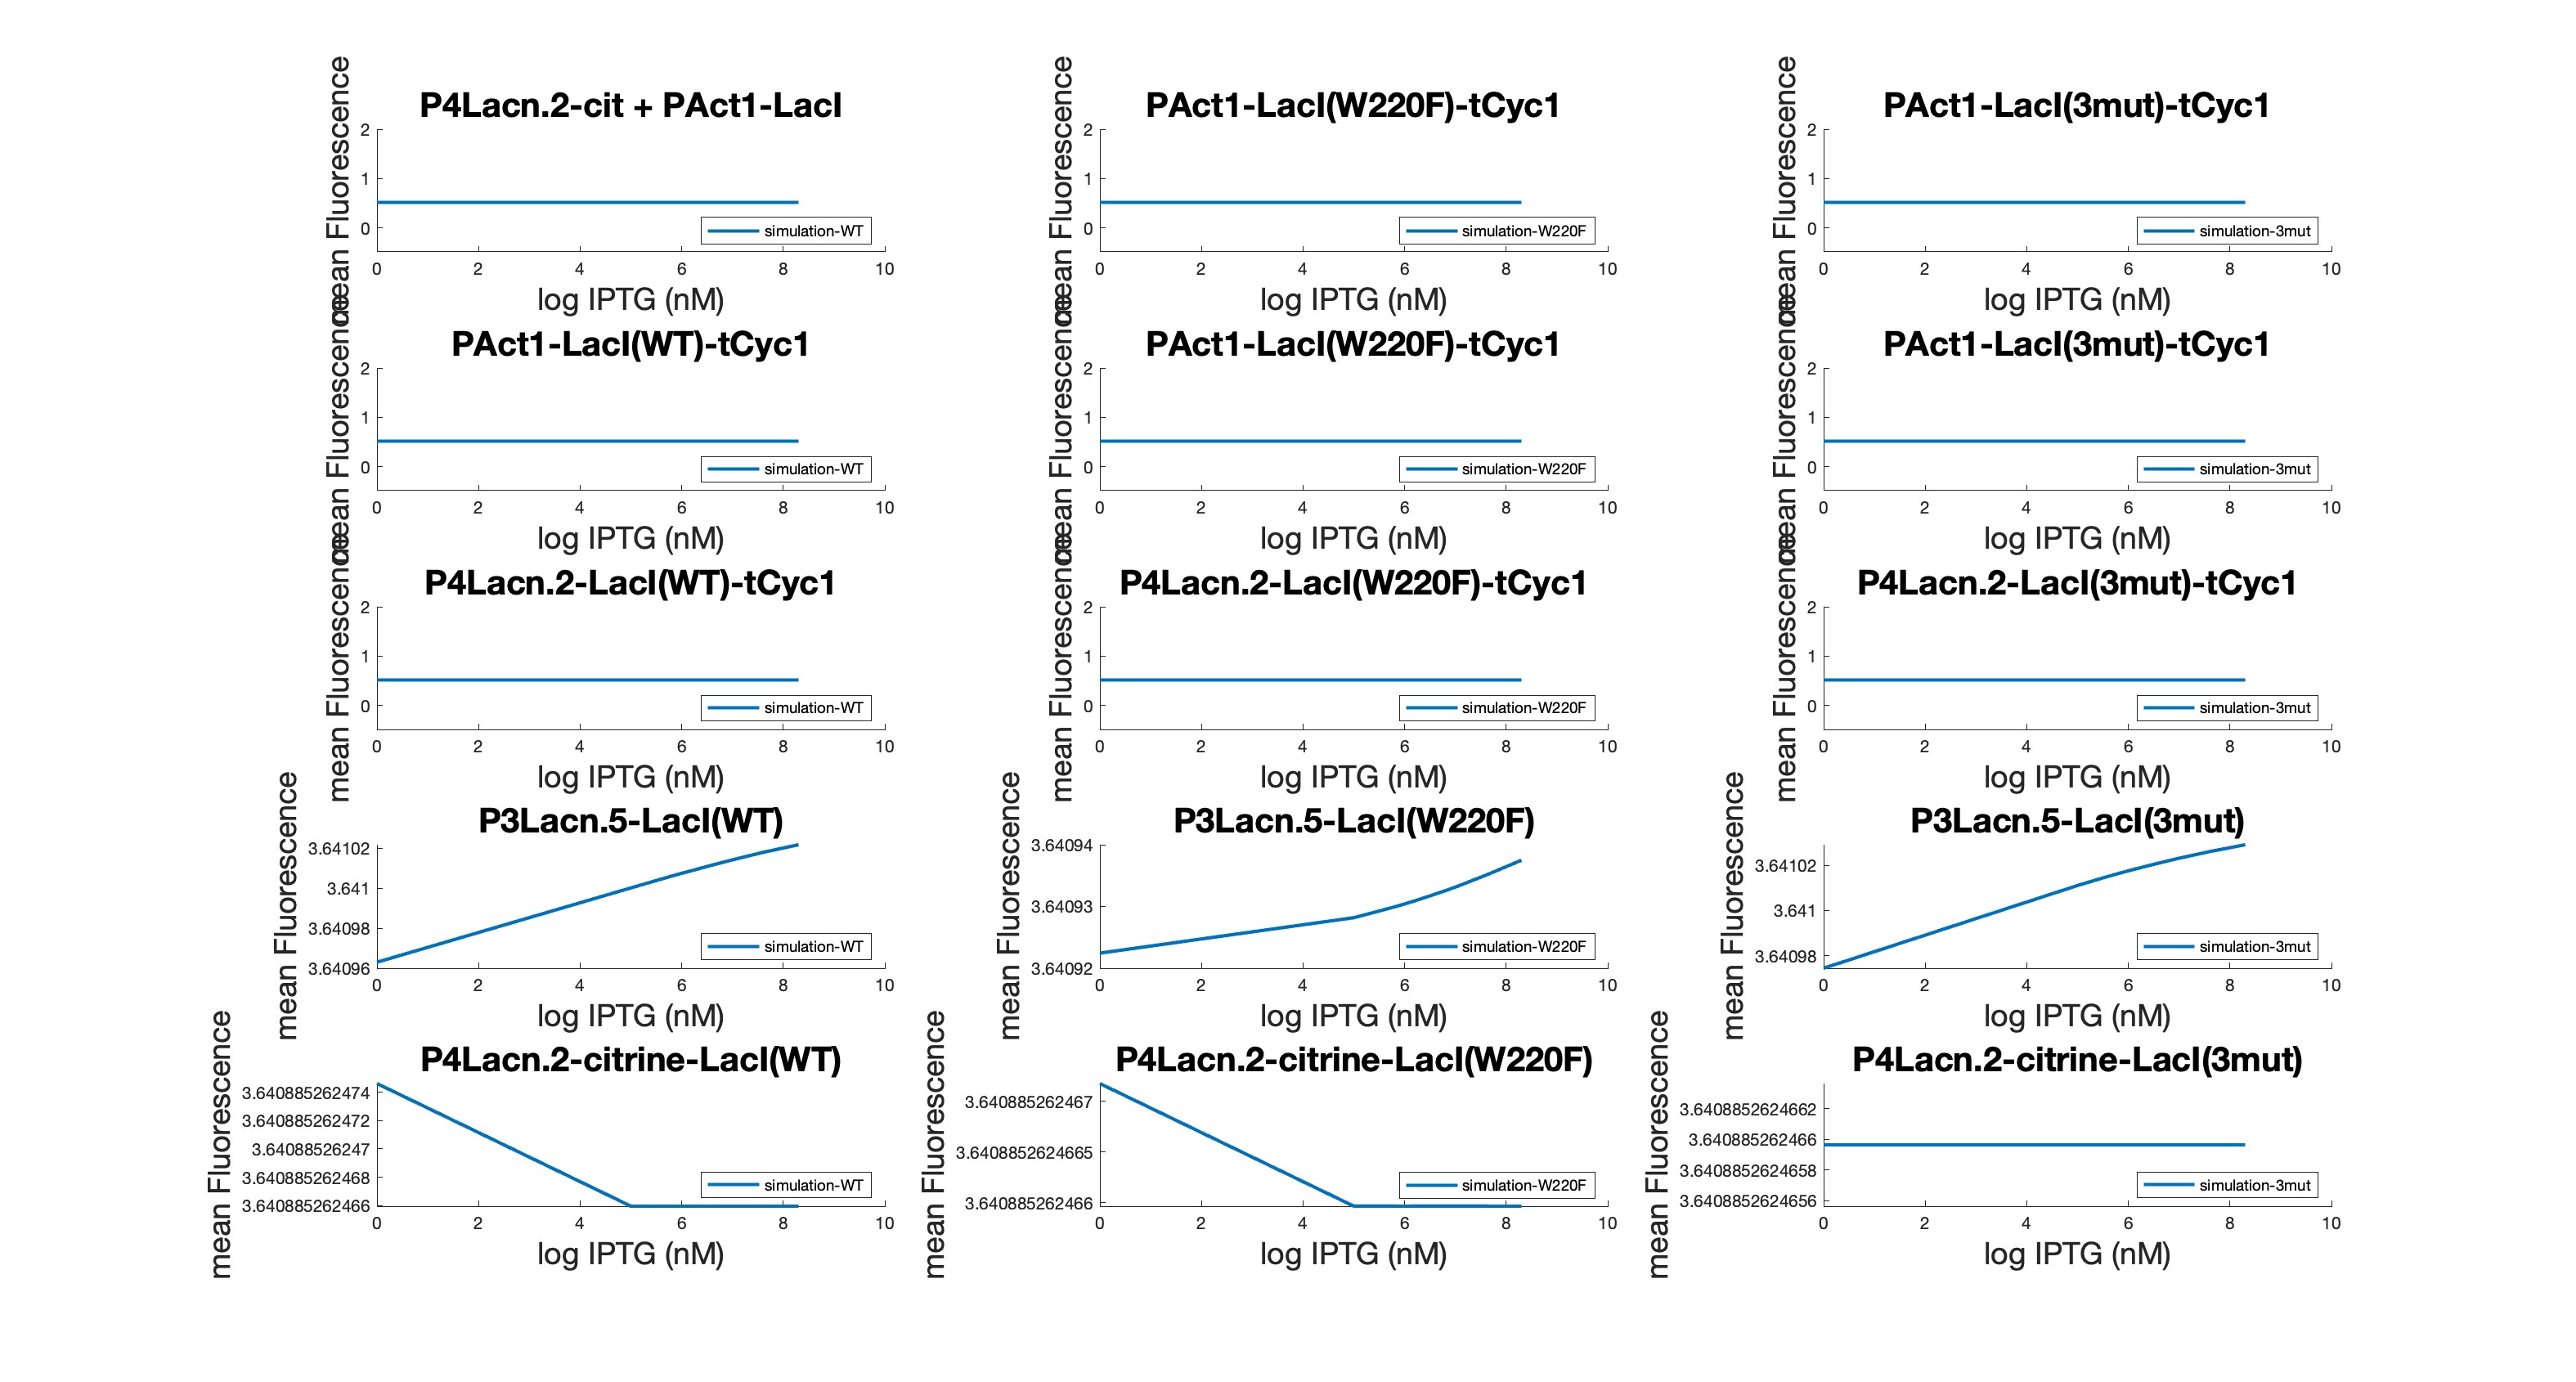 P4Lacn.2-cit + PAct1-LacI
mean Fluorescence
2
1
0
simulation-WT
0 2 4 6 8 10
log IPTG (nM)
PAct1-LacI(W220F)-tCyc1
mean Fluorescence
2
1
0
simulation-W220F
0 2 4 6 8 10
log IPTG (nM)
PAct1-LacI(3mut)-tCyc1
mean Fluorescence
2
1
0
simulation-3mut
0 2 4 6 8 10
log IPTG (nM)
PAct1-LacI(WT)-tCyc1
mean Fluorescence
2
1
0
simulation-WT
0 2 4 6 8 10
log IPTG (nM)
PAct1-LacI(W220F)-tCyc1
mean Fluorescence
2
1
0
simulation-W220F
0 2 4 6 8 10
log IPTG (nM)
PAct1-LacI(3mut)-tCyc1
mean Fluorescence
2
1
0
simulation-3mut
0 2 4 6 8 10
log IPTG (nM)
P4Lacn.2-LacI(WT)-tCyc1
mean Fluorescence
2
1
0
simulation-WT
0 2 4 6 8 10
log IPTG (nM)
P4Lacn.2-LacI(W220F)-tCyc1
mean Fluorescence
2
1
0
simulation-W220F
0 2 4 6 8 10
log IPTG (nM)
P4Lacn.2-LacI(3mut)-tCyc1
mean Fluorescence
2
1
0
simulation-3mut
0 2 4 6 8 10
log IPTG (nM)
P3Lacn.5-LacI(WT)
mean Fluorescence
3.64102
3.641
3.64098
3.64096
simulation-WT
0 2 4 6 8 10
log IPTG (nM)
P3Lacn.5-LacI(W220F)
mean Fluorescence
3.64094
3.64093
3.64092
simulation-W220F
0 2 4 6 8 10
log IPTG (nM)
P3Lacn.5-LacI(3mut)
mean Fluorescence
3.64102
3.641
3.64098
simulation-3mut
0 2 4 6 8 10
log IPTG (nM)
P4Lacn.2-citrine-LacI(WT)
mean Fluorescence
3.640885262474
3.640885262472
3.64088526247
3.640885262468
3.640885262466
simulation-WT
0 2 4 6 8 10
log IPTG (nM)
P4Lacn.2-citrine-LacI(W220F)
mean Fluorescence
3.640885262467
3.6408852624665
3.640885262466
simulation-W220F
0 2 4 6 8 10
log IPTG (nM)
P4Lacn.2-citrine-LacI(3mut)
mean Fluorescence
3.6408852624662
3.640885262466
3.6408852624658
3.6408852624656
simulation-3mut
0 2 4 6 8 10
log IPTG (nM)